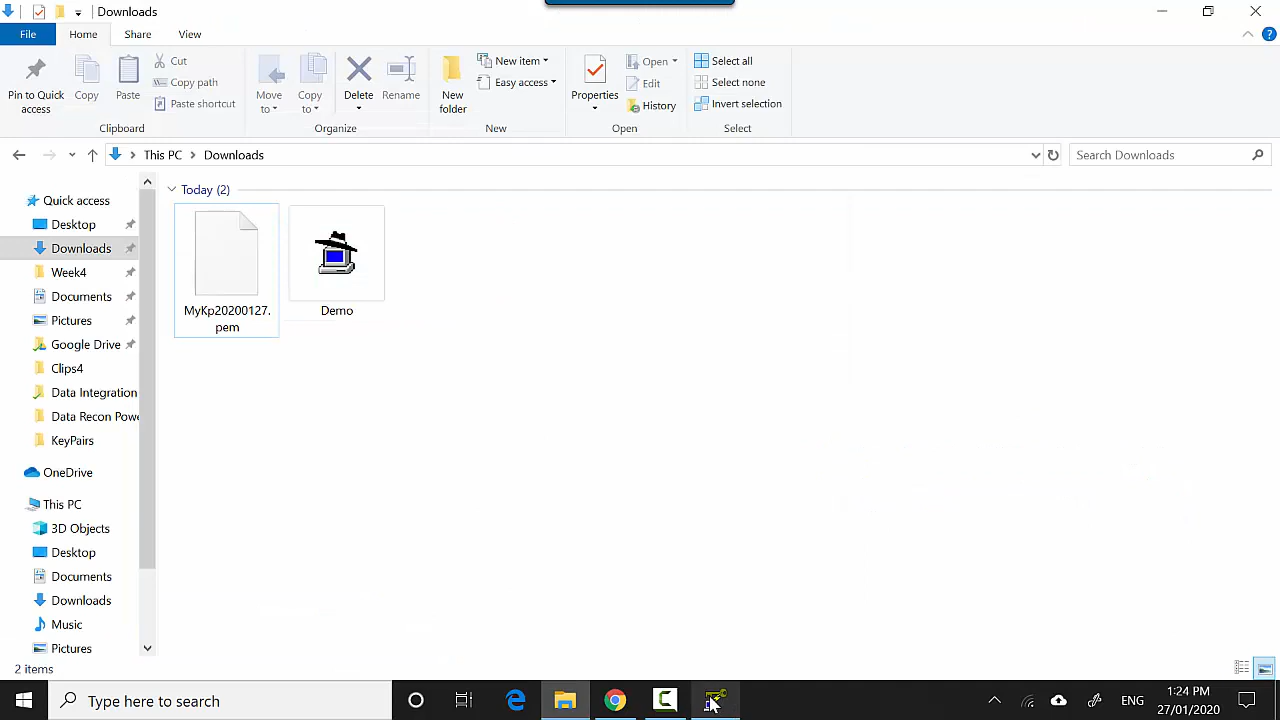 Downloads
File
Home
Share
View
Pin to Quick access
Copy
Paste
Cut
Copy path
Paste shortcut
Clipboard
Move to
Copy to
Delete
Rename
Organize
New folder
New item
Easy access
New
Properties
Open
Edit
History
Open
Select all
Select none
Invert selection
Select
This PC
Downloads
Search Downloads
Quick access
Desktop
Downloads
Week4
Documents
Pictures
Google Drive
Clips4
Data Integration
Data Recon Powe
KeyPairs
OneDrive
This PC
3D Objects
Desktop
Documents
Downloads
Music
Pictures
Today (2)
MyKp20200127.
pem
Demo
2 items
Type here to search
ENG
1:24 PM
27/01/2020